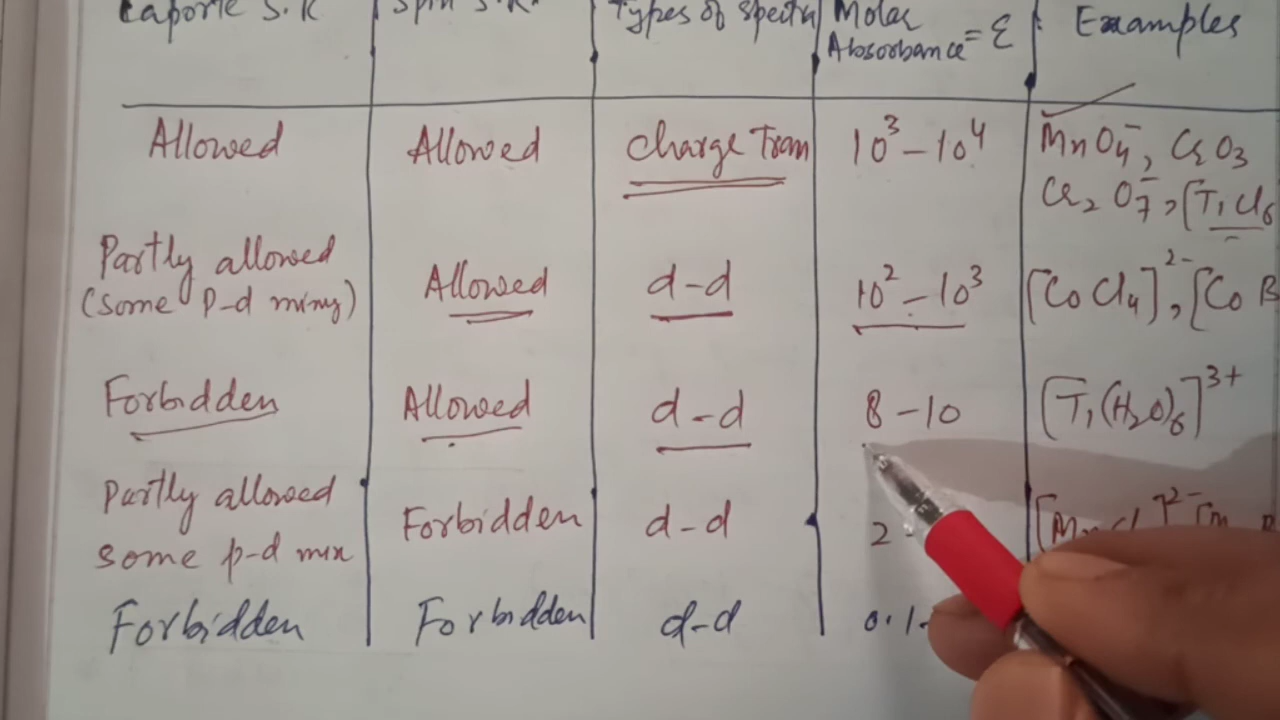 Laporte S.R Spin S.R. Types of spectra Molar Absorbance = ε Examples
Allowed Allowed Charge Tran 10³ – 10⁴ MnO₄⁻, CrO₃
Cr₂O₇⁻, [TiCl₆
Partly allowed
(some p-d mixing) Allowed d-d 10² – 10³ [CoCl₄]²⁻, [CoB
Forbidden Allowed d-d 8 – 10 [Ti(H₂O)₆]³⁺
Partly allowed
some p-d mix Forbidden d-d 2
Forbidden Forbidden d-d 0.1-